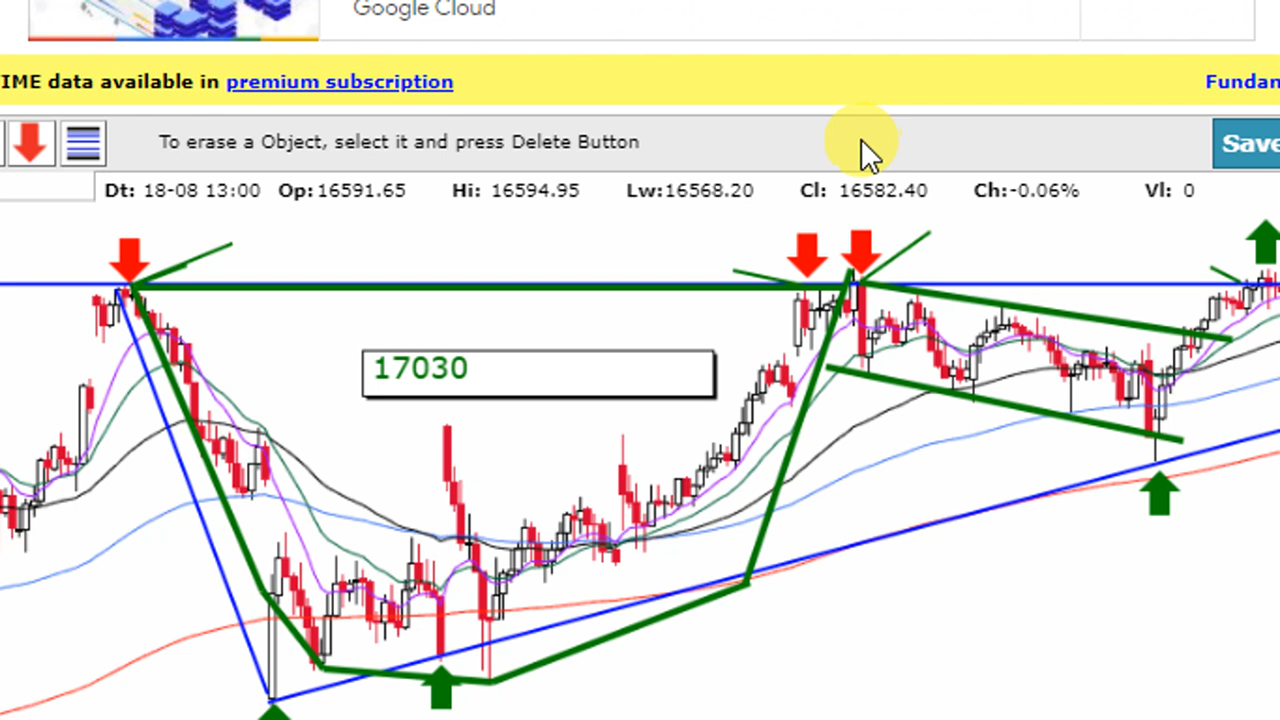 Google Cloud
IME data available in premium subscription
Fundan
To erase a Object, select it and press Delete Button
Save
Dt: 18-08 13:00 Op:16591.65 Hi: 16594.95 Lw:16568.20 Cl: 16582.40 Ch:-0.06% Vl: 0
17030